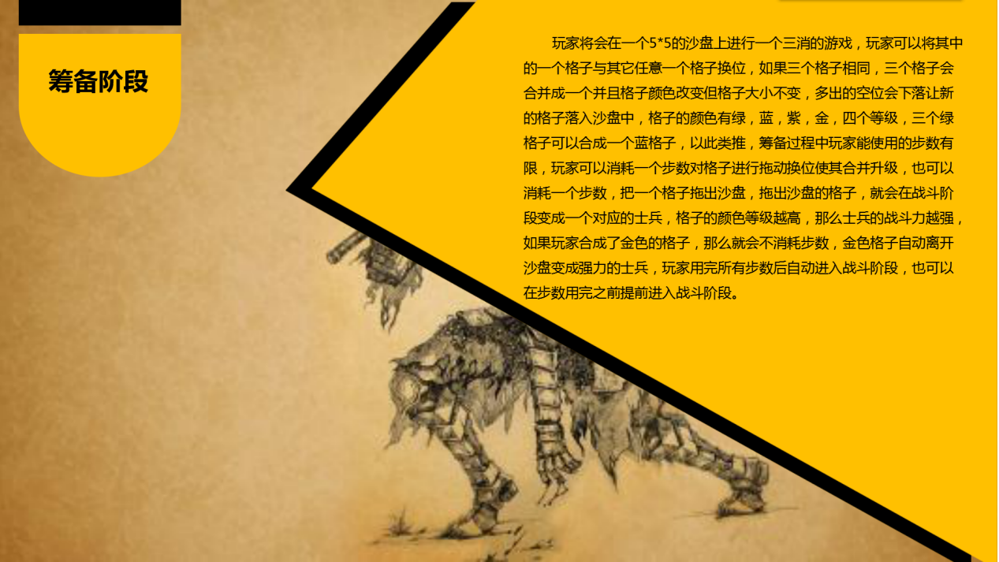 筹备阶段
玩家将会在一个5*5的沙盘上进行一个三消的游戏，玩家可以将其中
的一个格子与其它任意一个格子换位，如果三个格子相同，三个格子会
合并成一个并且格子颜色改变但格子大小不变，多出的空位会下落让新
的格子落入沙盘中，格子的颜色有绿，蓝，紫，金，四个等级，三个绿
格子可以合成一个蓝格子，以此类推，筹备过程中玩家能使用的步数有
限，玩家可以消耗一个步数对格子进行拖动换位使其合并升级，也可以
消耗一个步数，把一个格子拖出沙盘，拖出沙盘的格子，就会在战斗阶
段变成一个对应的士兵，格子的颜色等级越高，那么士兵的战斗力越强，
如果玩家合成了金色的格子，那么就会不消耗步数，金色格子自动离开
沙盘变成强力的士兵，玩家用完所有步数后自动进入战斗阶段，也可以
在步数用完之前提前进入战斗阶段。